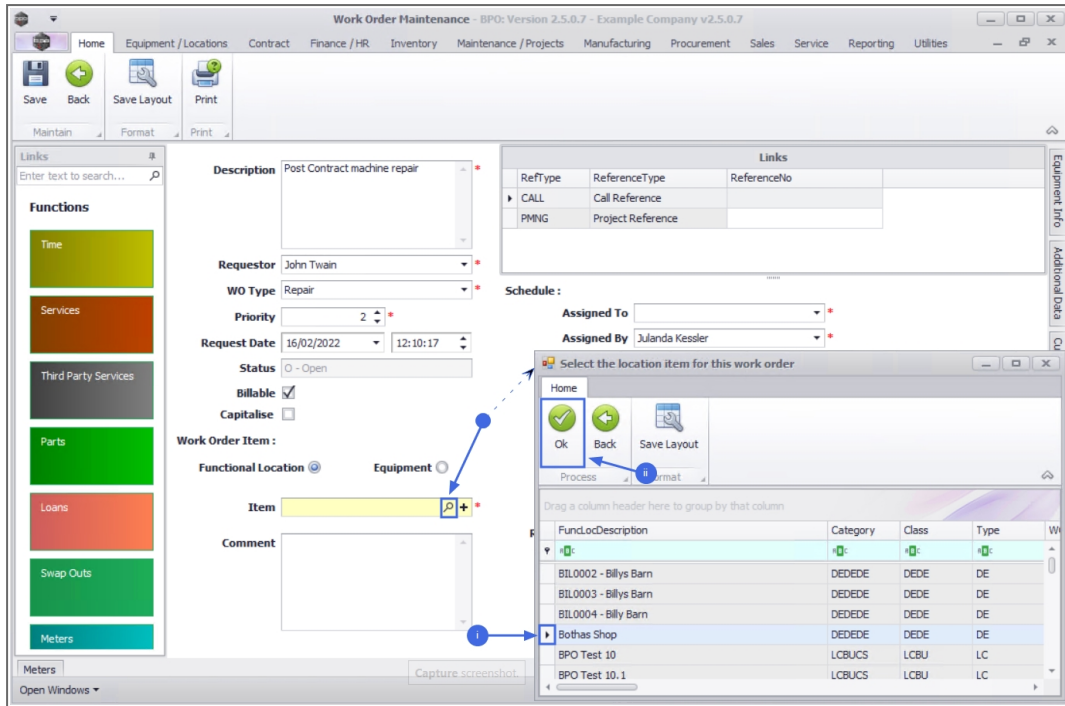 Work Order Maintenance - BPO: Version 2.5.0.7 - Example Company v2.5.0.7
Home Equipment / Locations Contract Finance / HR Inventory Maintenance / Projects Manufacturing Procurement Sales Service Reporting Utilities
Save Back Save Layout Print
Maintain Format Print
Links
Enter text to search...
Functions
Time
Services
Third Party Services
Parts
Loans
Swap Outs
Meters
Description Post Contract machine repair *
Requestor John Twain *
WO Type Repair *
Priority 2 *
Request Date 16/02/2022 12:10:17
Status O - Open
Billable
Capitalise
Work Order Item :
Functional Location Equipment
Item *
Comment
Links
RefType ReferenceType ReferenceNo
CALL Call Reference
PMNG Project Reference
Schedule :
Assigned To *
Assigned By Julanda Kessler *
Equipment Info
Additional Data
Select the location item for this work order
Home
Ok Back Save Layout
Process ii
Drag a column header here to group by that column
FuncLocDescription Category Class Type
BIL0002 - Billys Barn DEDEDE DEDE DE
BIL0003 - Billys Barn DEDEDE DEDE DE
BIL0004 - Billy Barn DEDEDE DEDE DE
i Bothas Shop DEDEDE DEDE DE
BPO Test 10 LCBUCS LCBU LC
BPO Test 10.1 LCBUCS LCBU LC
Meters
Capture screenshot.
Open Windows